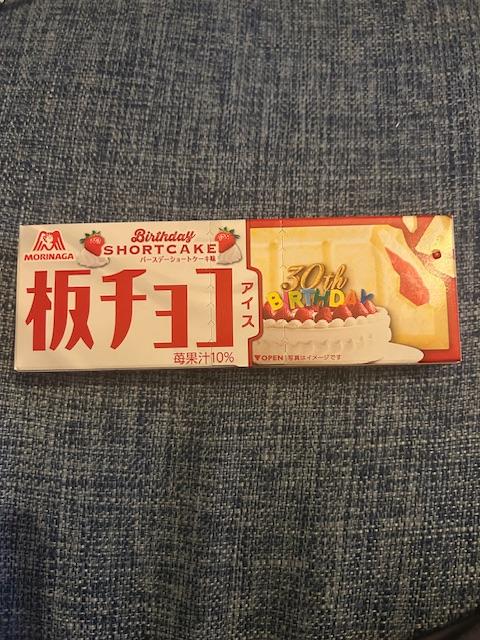 MORINAGA
Birthday
SHORTCAKE
バースデーショートケーキ味
板チョコ
アイス
苺果汁10%
30th
BIRTHDAY
▼OPEN
写真はイメージです